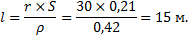 l = r × S / ρ = 30 × 0,21 / 0,42 = 15 м.